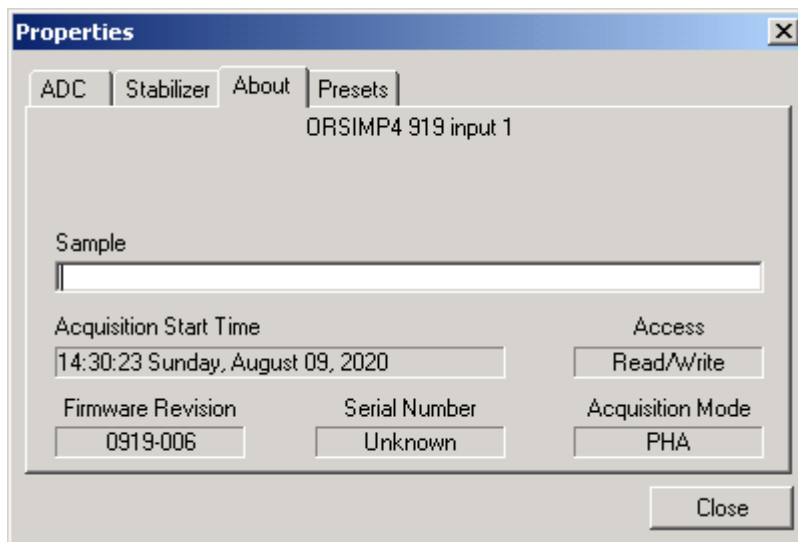 Properties
ADC Stabilizer About Presets
ORSIMP4 919 input 1
Sample
Acquisition Start Time Access
14:30:23 Sunday, August 09, 2020 Read/Write
Firmware Revision Serial Number Acquisition Mode
0919-006 Unknown PHA
Close